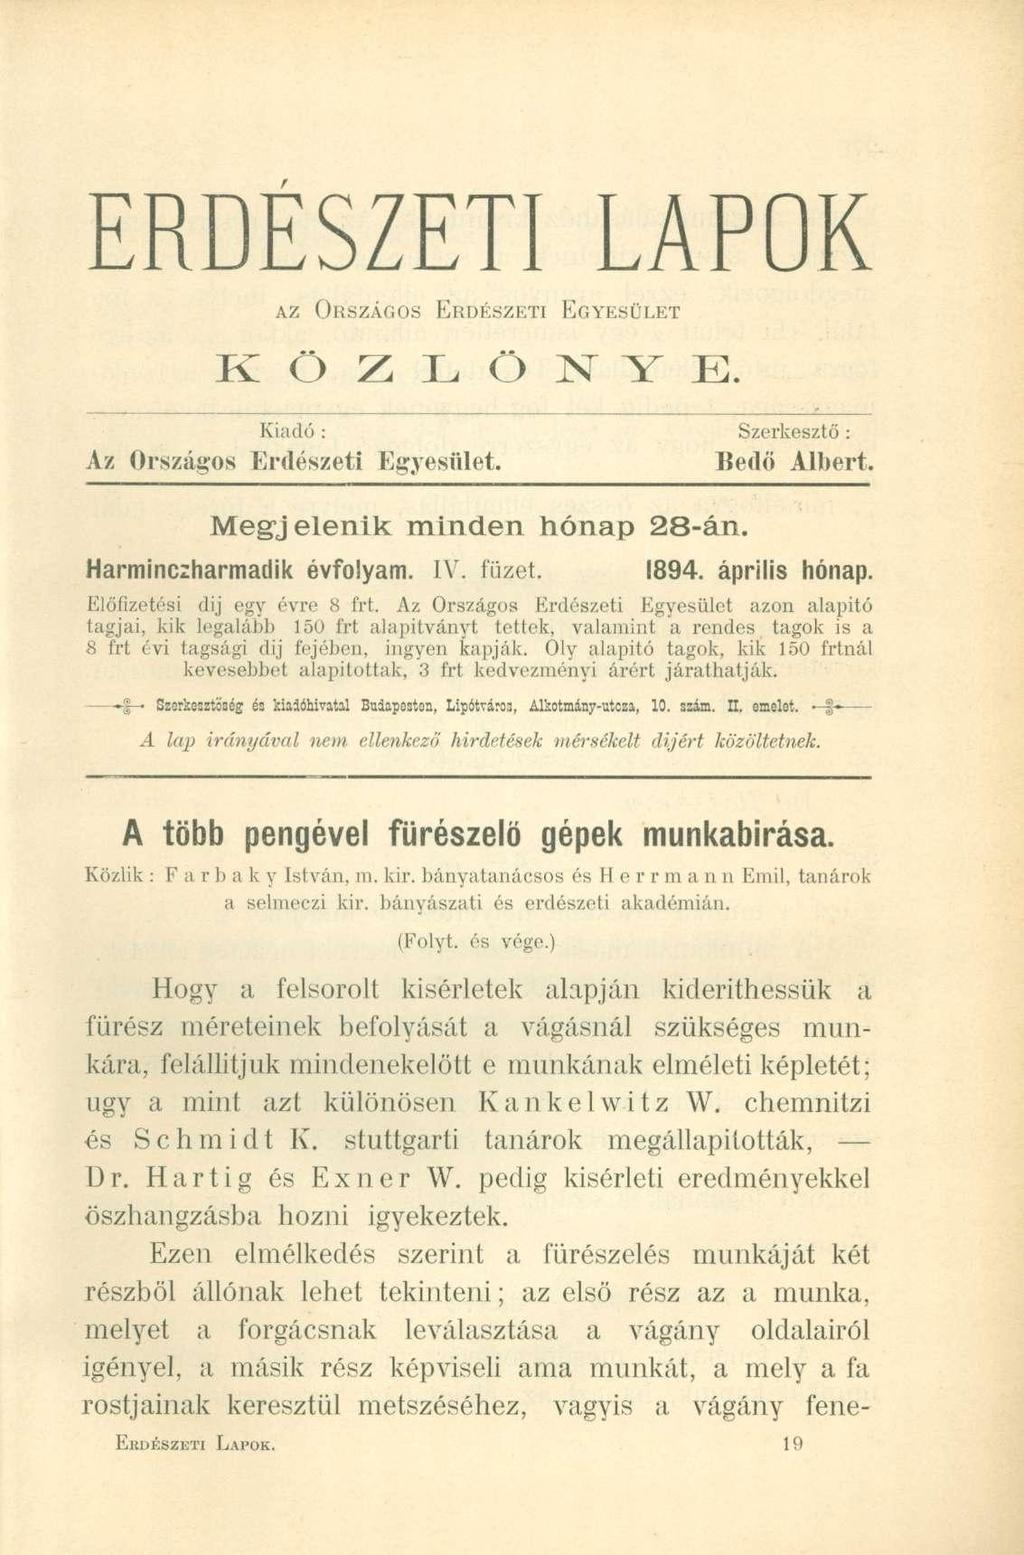 ERDÉSZETI LAPOK
AZ ORSZÁGOS ERDÉSZETI EGYESÜLET
KÖZLÖNYE.
Kiadó : Szerkesztő :
Az Országos Erdészeti Egyesület. Bedő Albert.
Megjelenik minden hónap 28-án.
Harminczharmadik évfolyam. IV. füzet. 1894. április hónap.
Előfizetési dij egy évre 8 frt. Az Országos Erdészeti Egyesület azon alapitó
tagjai, kik legalább 150 frt alapitványt tettek, valamint a rendes tagok is a
8 frt évi tagsági dij fejében, ingyen kapják. Oly alapitó tagok, kik 150 frtnál
kevesebbet alapitottak, 3 frt kedvezményi árért járathatják.
Szerkesztőség és kiadóhivatal Budapesten, Lipótváros, Alkotmány-utcza, 10. szám. II. emelet.
A lap irányával nem ellenkező hirdetések mérsékelt dijért közöltetnek.
A több pengével fürészelő gépek munkabirása.
Közlik : Farbaky István, m. kir. bányatanácsos és Herrmann Emil, tanárok
a selmeczi kir. bányászati és erdészeti akadémián.
(Folyt. és vége.)
Hogy a felsorolt kisérletek alapján kiderithessük a
fürész méreteinek befolyását a vágásnál szükséges mun-
kára, felállitjuk mindenekelőtt e munkának elméleti képletét;
ugy a mint azt különösen Kankelwitz W. chemnitzi
és Schmidt K. stuttgarti tanárok megállapitották, —
Dr. Hartig és Exner W. pedig kisérleti eredményekkel
öszhangzásba hozni igyekeztek.
Ezen elmélkedés szerint a fürészelés munkáját két
részből állónak lehet tekinteni ; az első rész az a munka,
melyet a forgácsnak leválasztása a vágány oldalairól
igényel, a másik rész képviseli ama munkát, a mely a fa
rostjainak keresztül metszéséhez, vagyis a vágány fene-
ERDÉSZETI LAPOK. 19